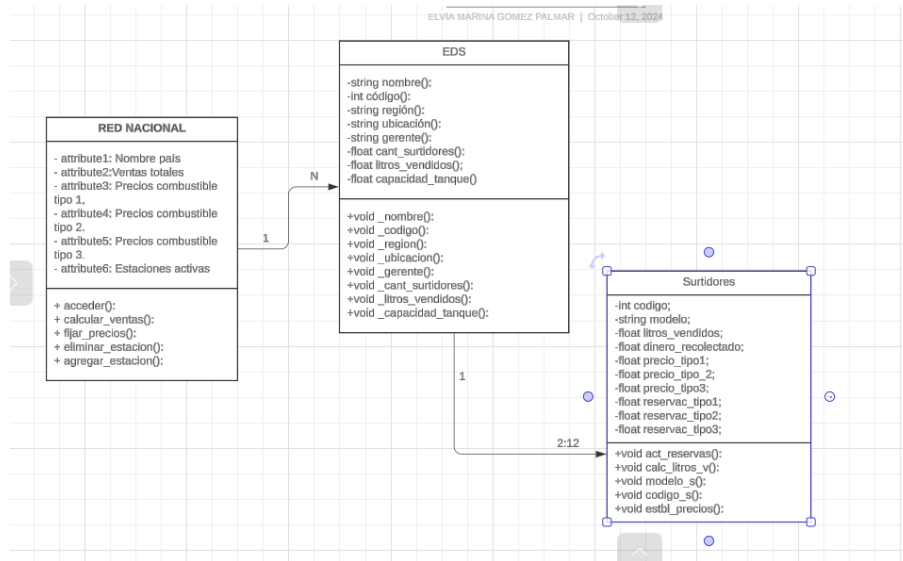 ELVIA MARINA GOMEZ PALMAR | October 12, 2024
EDS
-string nombre():
-int código():
-string región():
-string ubicación():
-string gerente():
-float cant_surtidores():
-float litros_vendidos();
-float capacidad_tanque()
+void _nombre():
+void _codigo():
+void _region():
+void _ubicacion():
+void _gerente():
+void _cant_surtidores():
+void _litros_vendidos():
+void _capacidad_tanque():
RED NACIONAL
- attribute1: Nombre país
- attribute2:Ventas totales
- attribute3: Precios combustible
tipo 1,
- attribute4: Precios combustible
tipo 2.
- attribute5: Precios combustible
tipo 3.
- attribute6: Estaciones activas
+ acceder():
+ calcular_ventas():
+ fijar_precios():
+ eliminar_estacion():
+ agregar_estacion():
N
1
Surtidores
-int codigo;
-string modelo;
-float litros_vendidos;
-float dinero_recolectado;
-float precio_tipo1;
-float precio_tipo_2;
-float precio_tipo3;
-float reservac_tipo1;
-float reservac_tipo2;
-float reservac_tipo3;
+void act_reservas():
+void calc_litros_v():
+void modelo_s():
+void codigo_s():
+void estbl_precios():
1
2:12